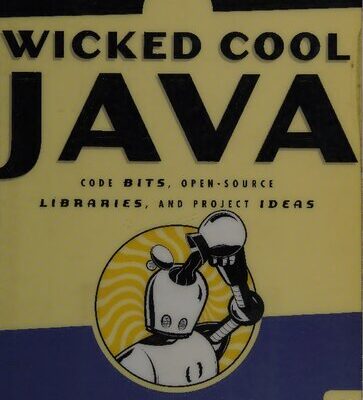 WICKED COOL
JAVA
CODE BITS, OPEN-SOURCE
LIBRARIES, AND PROJECT IDEAS